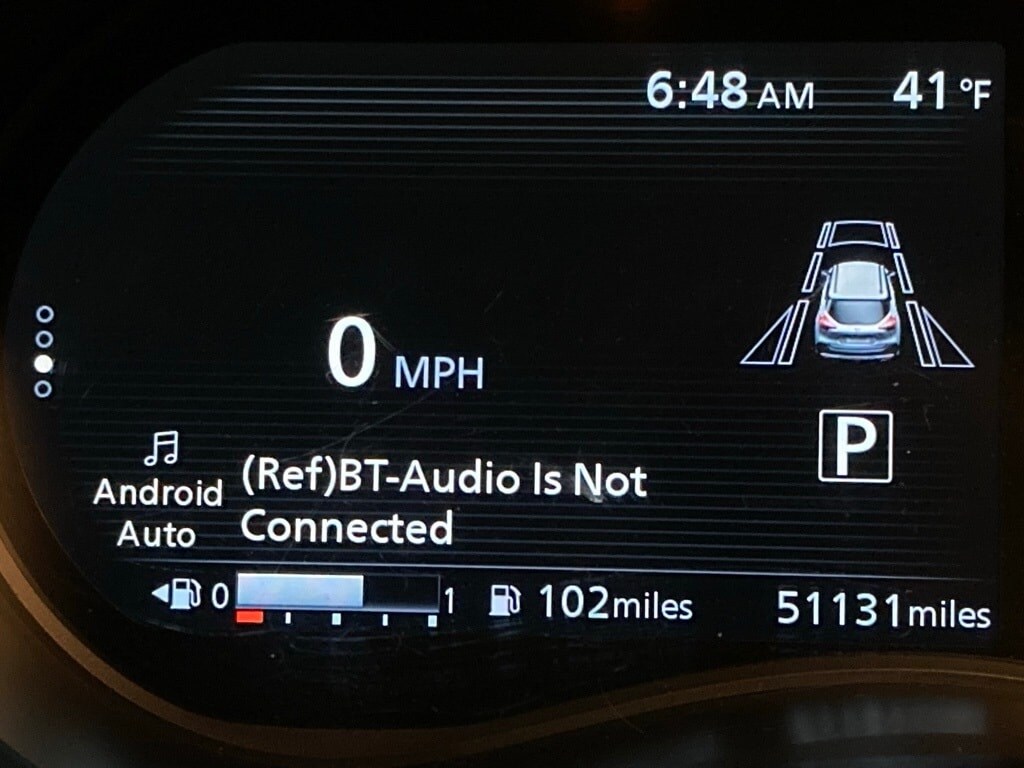 6:48 AM 41 °F
0 MPH
P
Android Auto
(Ref)BT-Audio Is Not
Connected
0 1 102miles 51131miles